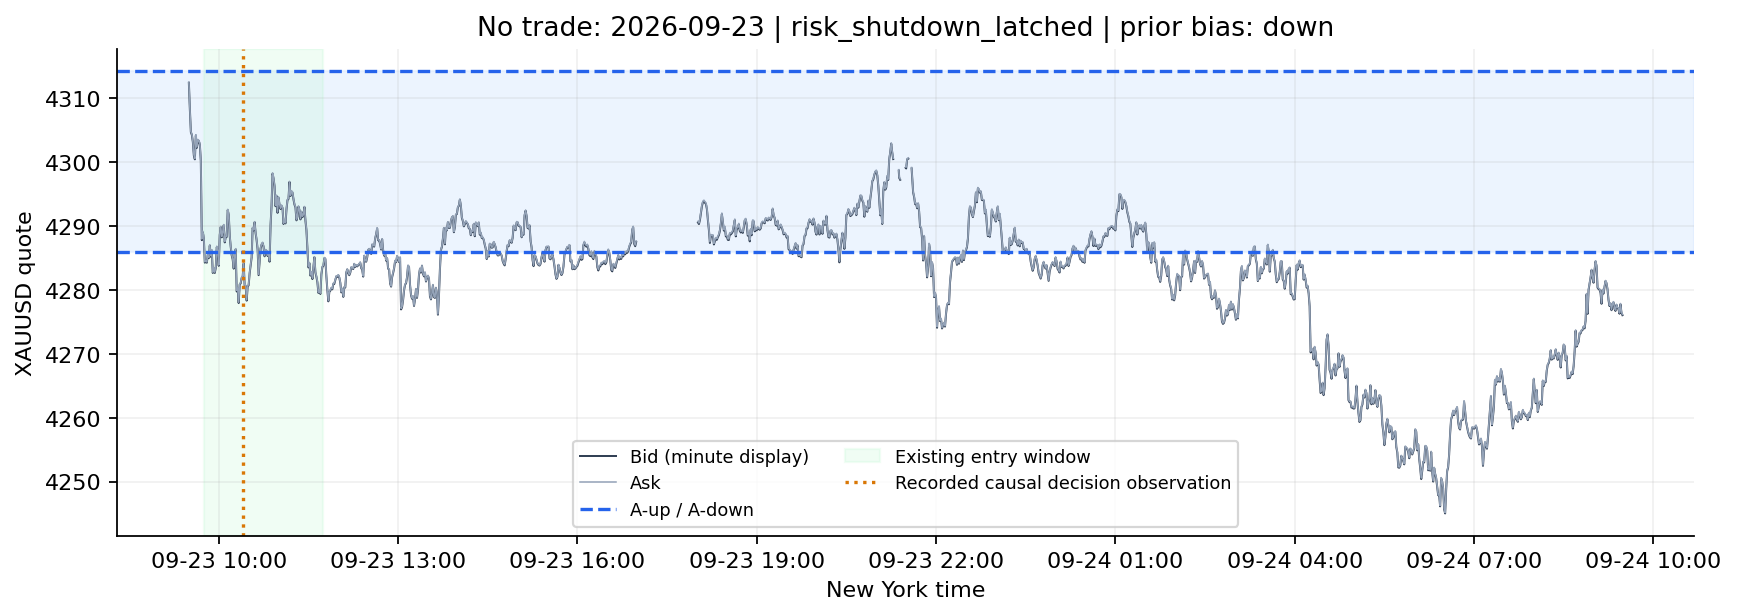 No trade: 2026-09-23 | risk_shutdown_latched | prior bias: down
XAUUSD quote
4310
4300
4290
4280
4270
4260
4250
Bid (minute display)
Ask
A-up / A-down
Existing entry window
Recorded causal decision observation
09-23 10:00
09-23 13:00
09-23 16:00
09-23 19:00
09-23 22:00
09-24 01:00
09-24 04:00
09-24 07:00
09-24 10:00
New York time